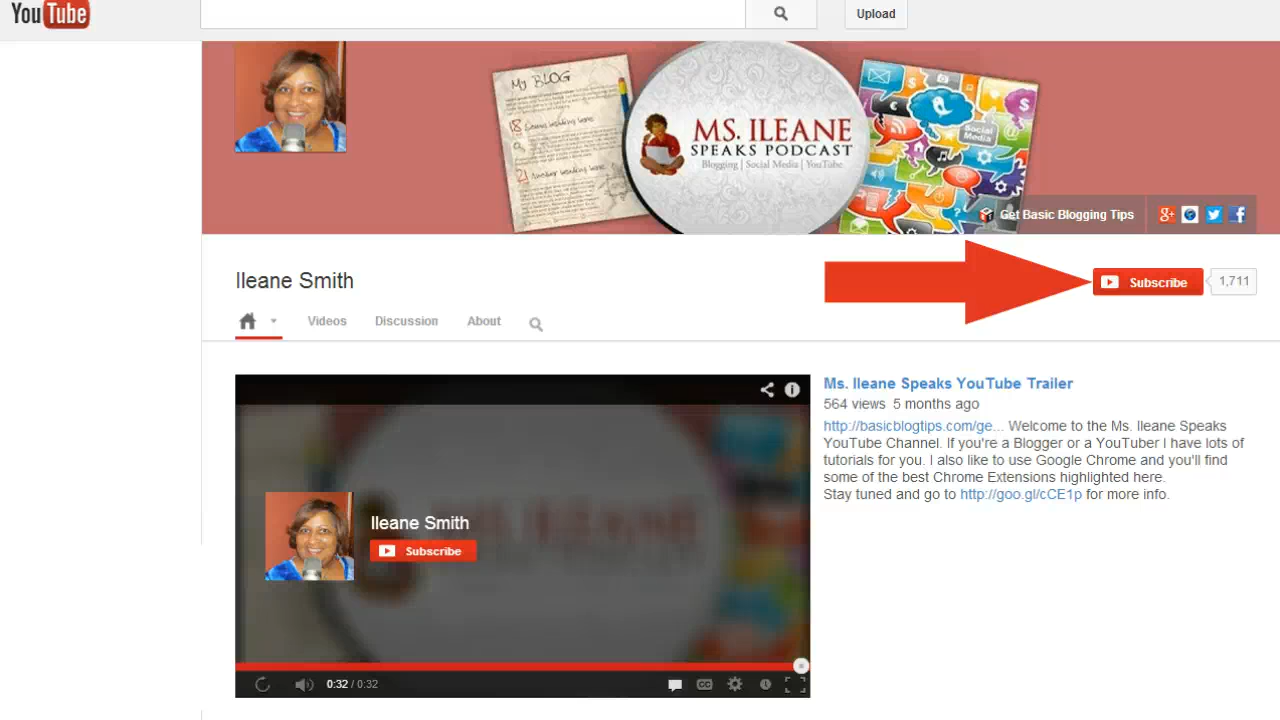 YouTube
Upload
My BLOG
MS. ILEANE
SPEAKS PODCAST
Blogging | Social Media | YouTube
Social
Media
Get Basic Blogging Tips
Ileane Smith
Subscribe
1,711
Videos
Discussion
About
Ms. Ileane Speaks YouTube Trailer
564 views 5 months ago
http://basicblogtips.com/ge... Welcome to the Ms. Ileane Speaks
YouTube Channel. If you're a Blogger or a YouTuber I have lots of
tutorials for you. I also like to use Google Chrome and you'll find
some of the best Chrome Extensions highlighted here.
Stay tuned and go to http://goo.gl/cCE1p for more info.
Ileane Smith
Subscribe
0:32 / 0:32
CC